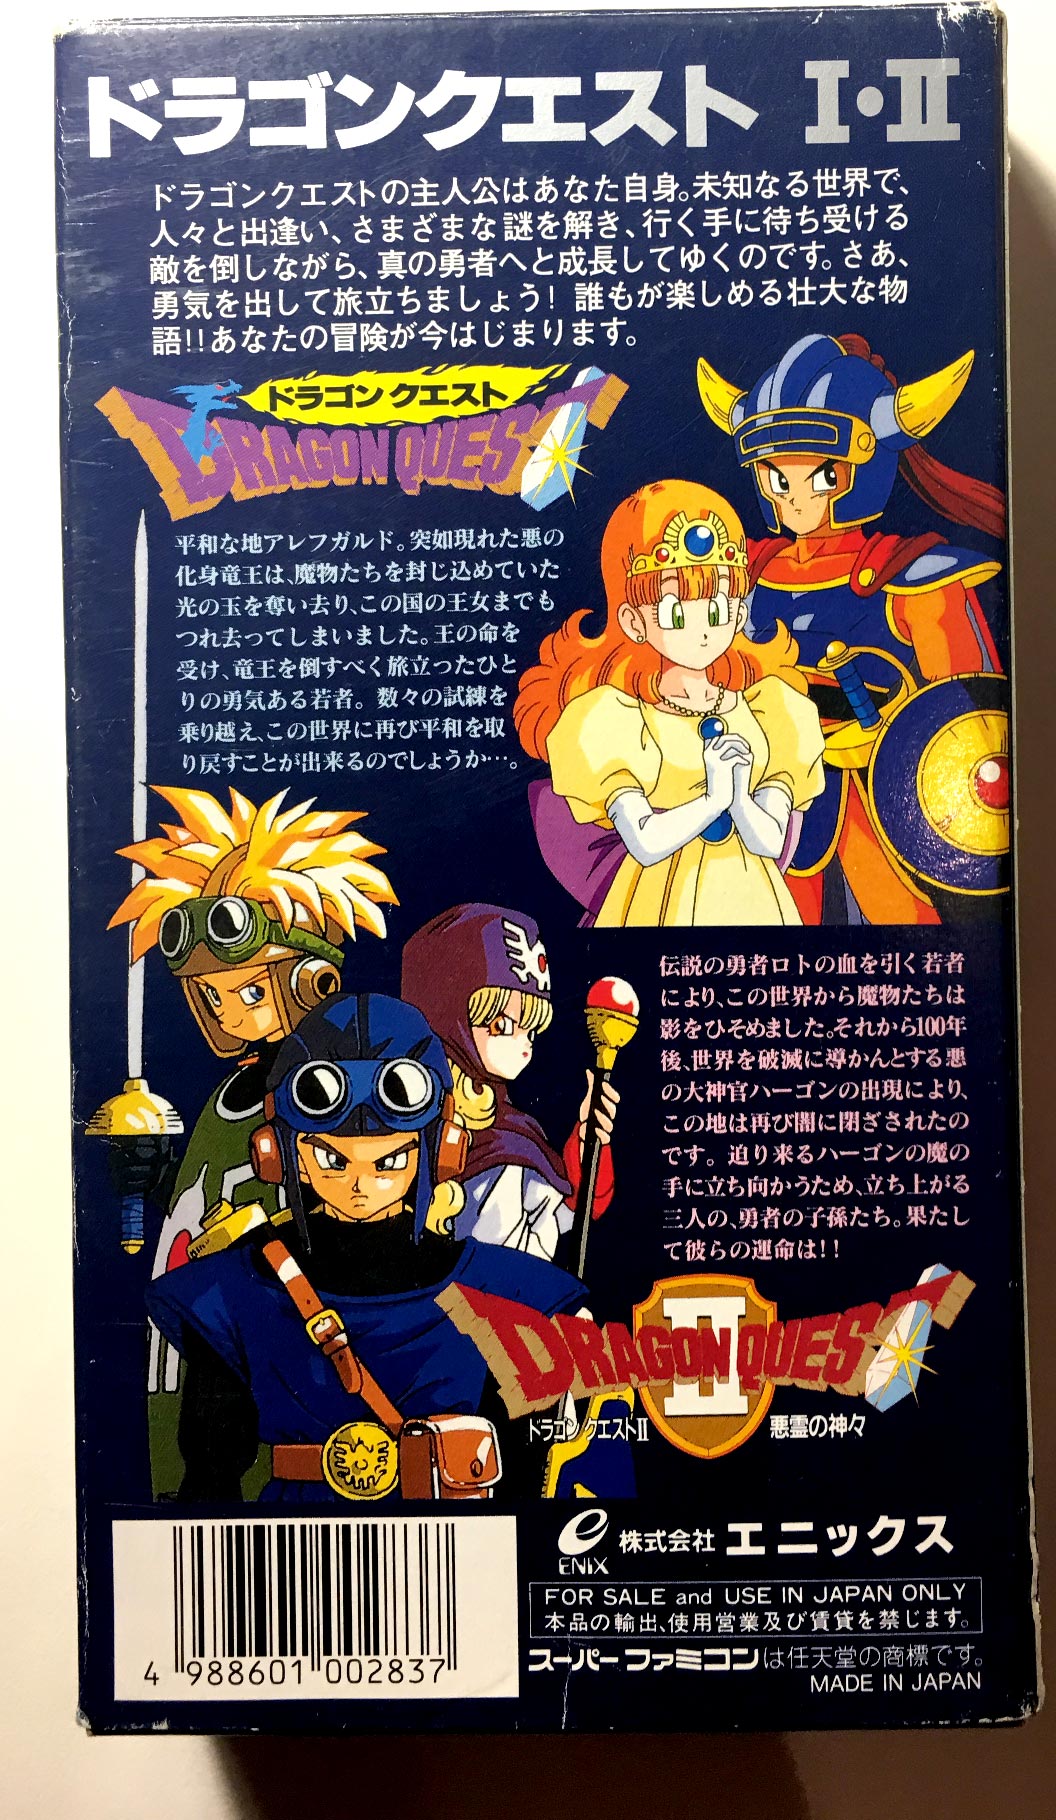 ドラゴンクエスト I・II
ドラゴンクエストの主人公はあなた自身。未知なる世界で、
人々と出逢い、さまざまな謎を解き、行く手に待ち受ける
敵を倒しながら、真の勇者へと成長してゆくのです。さあ、
勇気を出して旅立ちましょう! 誰もが楽しめる壮大な物
語!!あなたの冒険が今はじまります。
ドラゴン クエスト
DRAGON QUEST
平和な地アレフガルド。突如現れた悪の
化身竜王は、魔物たちを封じ込めていた
光の玉を奪い去り、この国の王女までも
つれ去ってしまいました。王の命を
受け、竜王を倒すべく旅立ったひと
りの勇気ある若者。数々の試練を
乗り越え、この世界に再び平和を取
り戻すことが出来るのでしょうか…。
伝説の勇者ロトの血を引く若者
により、この世界から魔物たちは
影をひそめました。それから100年
後、世界を破滅に導かんとする悪
の大神官ハーゴンの出現により、
この地は再び闇に閉ざされたの
です。迫り来るハーゴンの魔の
手に立ち向かうため、立ち上がる
三人の、勇者の子孫たち。果たし
て彼らの運命は!!
DRAGON QUEST
II
ドラゴン クエストII 悪霊の神々
ENIX 株式会社 エニックス
FOR SALE and USE IN JAPAN ONLY
本品の輸出、使用営業及び賃貸を禁じます。
スーパーファミコンは任天堂の商標です。
MADE IN JAPAN
4 988601 002837